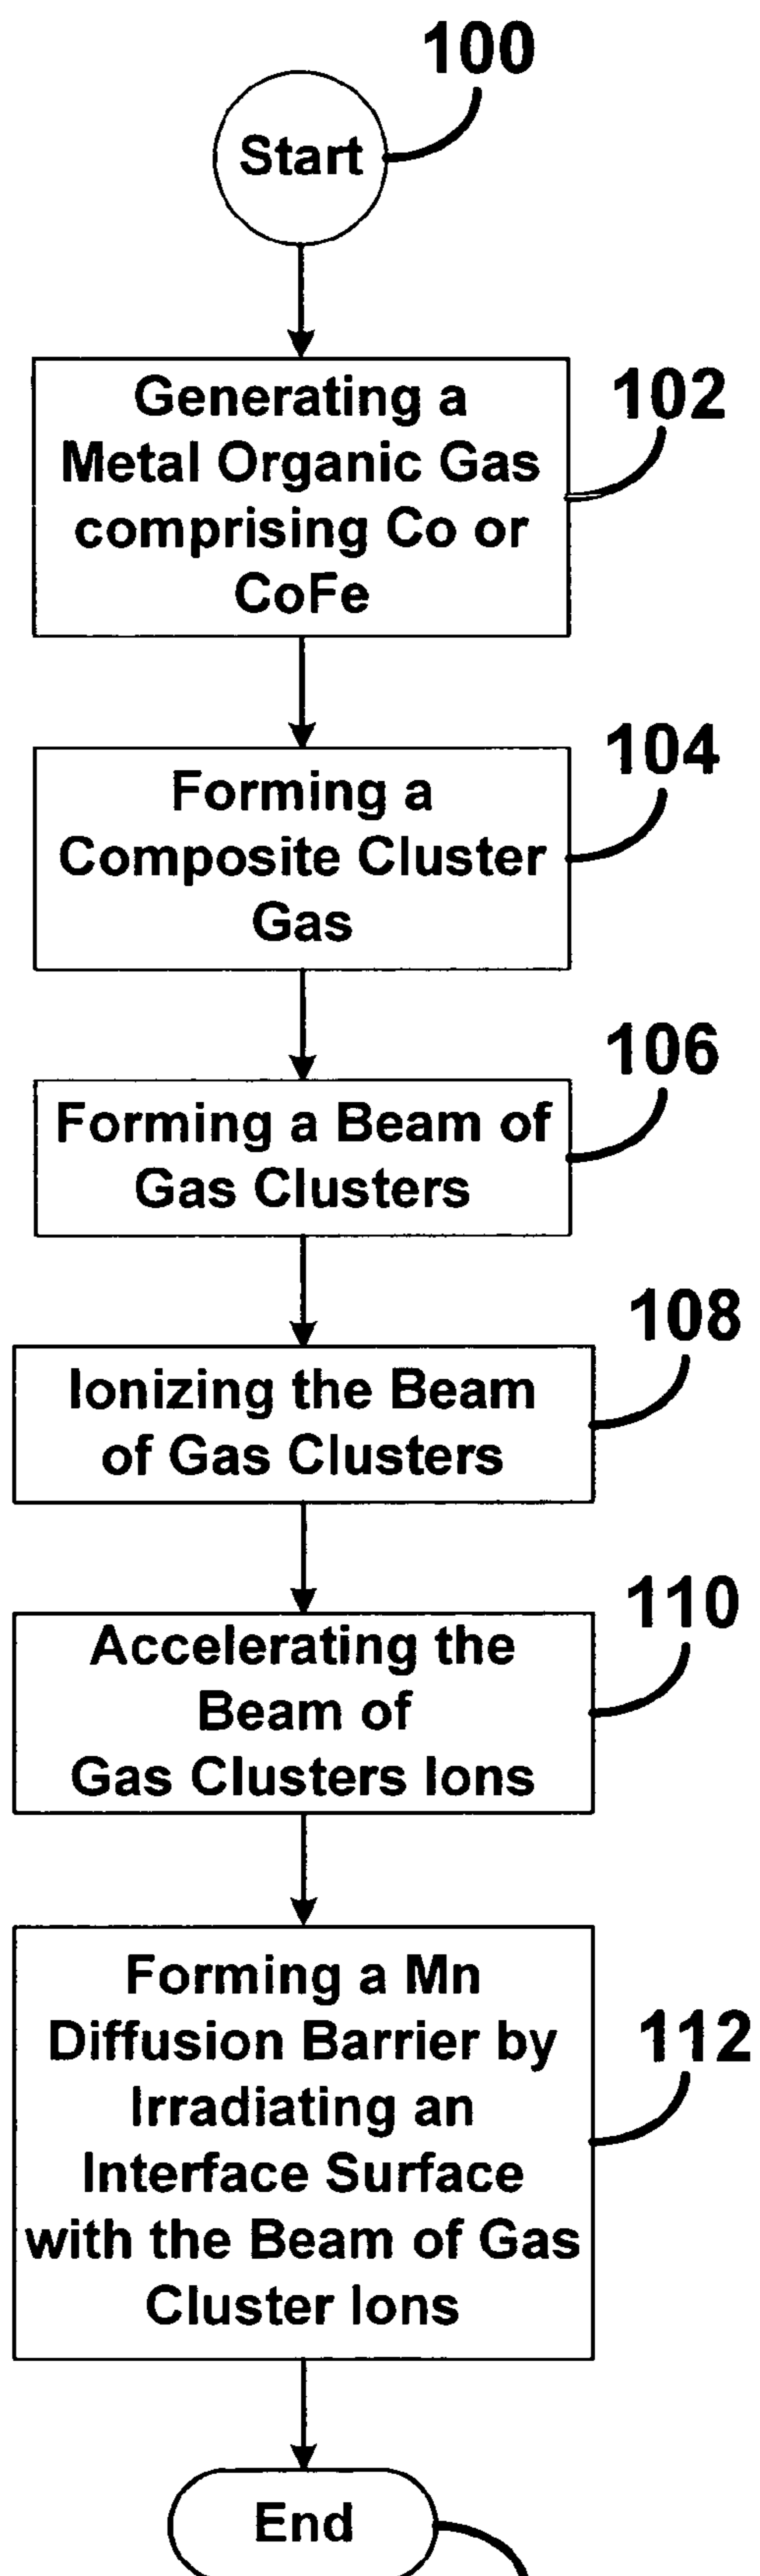 100
Start
102
Generating a
Metal Organic Gas
comprising Co or
CoFe
104
Forming a
Composite Cluster
Gas
106
Forming a Beam of
Gas Clusters
108
Ionizing the Beam
of Gas Clusters
110
Accelerating the
Beam of
Gas Clusters Ions
112
Forming a Mn
Diffusion Barrier by
Irradiating an
Interface Surface
with the Beam of Gas
Cluster Ions
End